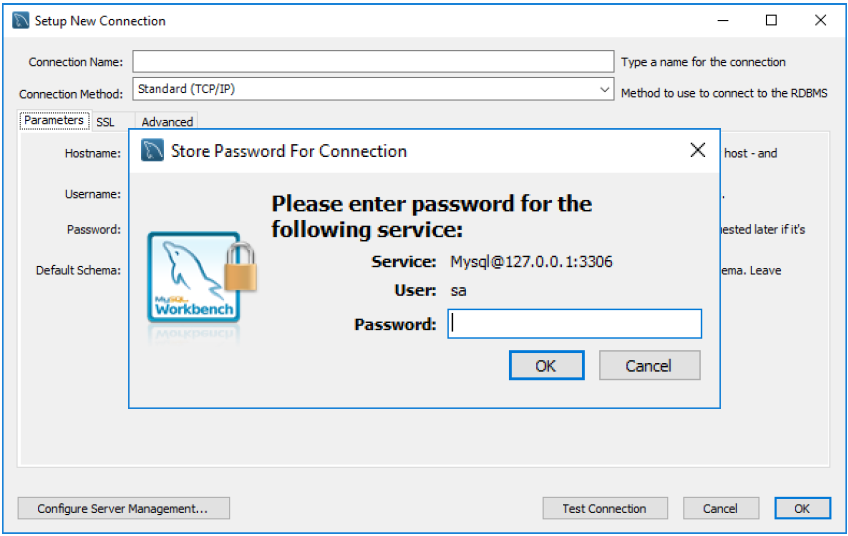 Setup New Connection
Connection Name:
Type a name for the connection
Connection Method: Standard (TCP/IP)
Method to use to connect to the RDBMS
Parameters SSL Advanced
Hostname:
host - and
Username:
Password:
ested later if it's
Default Schema:
ema. Leave
Store Password For Connection
Please enter password for the
following service:
Service: Mysql@127.0.0.1:3306
User: sa
Password:
MySQL
Workbench
OK Cancel
Configure Server Management...
Test Connection Cancel OK